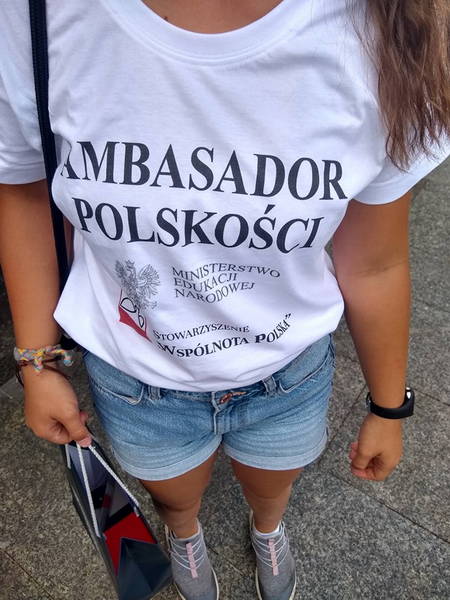 AMBASADOR
POLSKOŚCI
MINISTERSTWO
EDUKACJI
NARODOWEJ
STOWARZYSZENIE
"WSPÓLNOTA POLSKA"